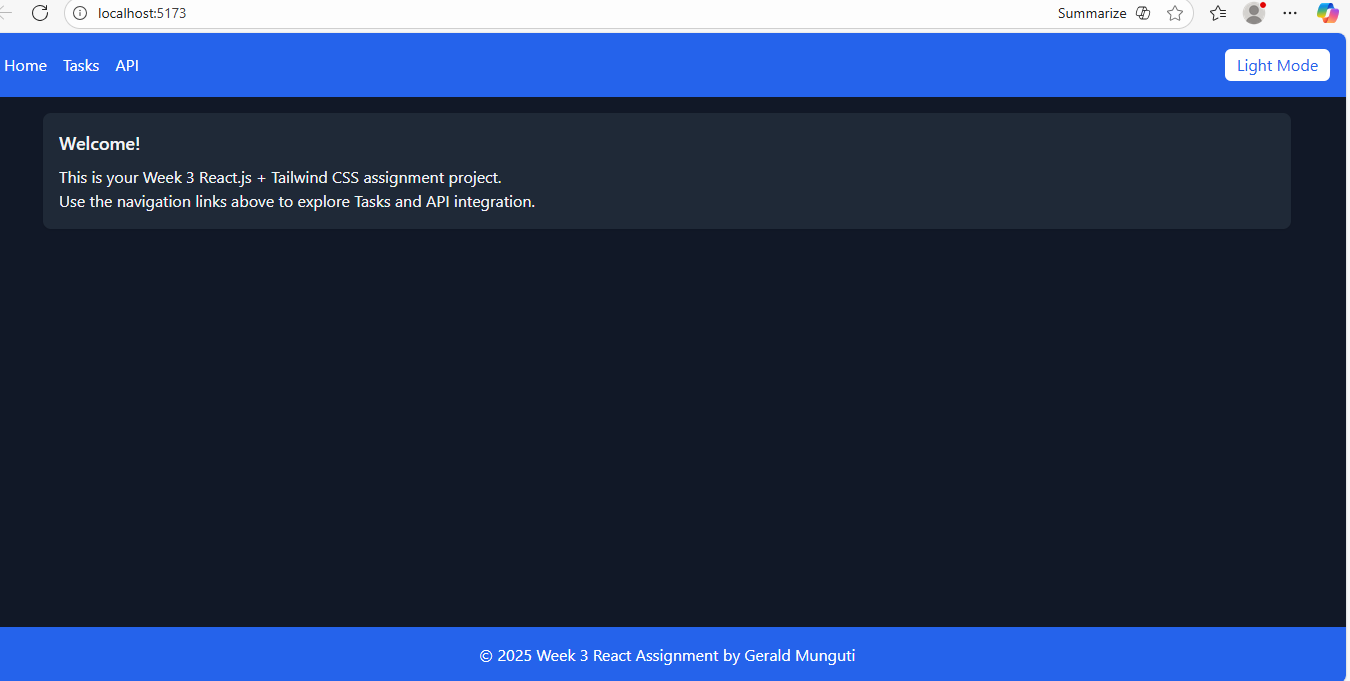 localhost:5173
Summarize
Home Tasks API
Light Mode
Welcome!
This is your Week 3 React.js + Tailwind CSS assignment project.
Use the navigation links above to explore Tasks and API integration.
© 2025 Week 3 React Assignment by Gerald Munguti